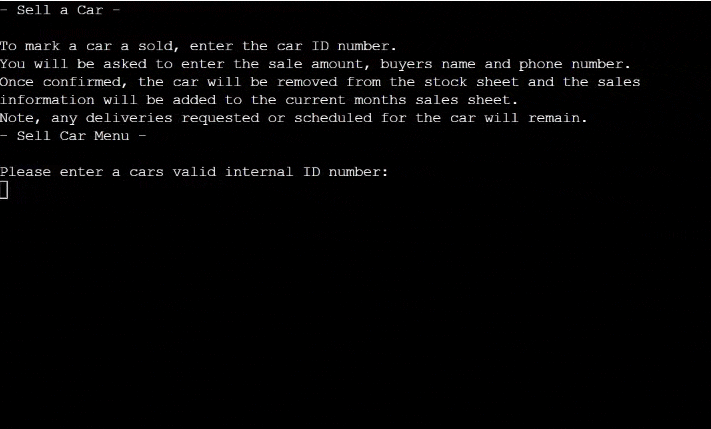 - Sell a Car -
To mark a car a sold, enter the car ID number.
You will be asked to enter the sale amount, buyers name and phone number.
Once confirmed, the car will be removed from the stock sheet and the sales
information will be added to the current months sales sheet.
Note, any deliveries requested or scheduled for the car will remain.
- Sell Car Menu -
Please enter a cars valid internal ID number: